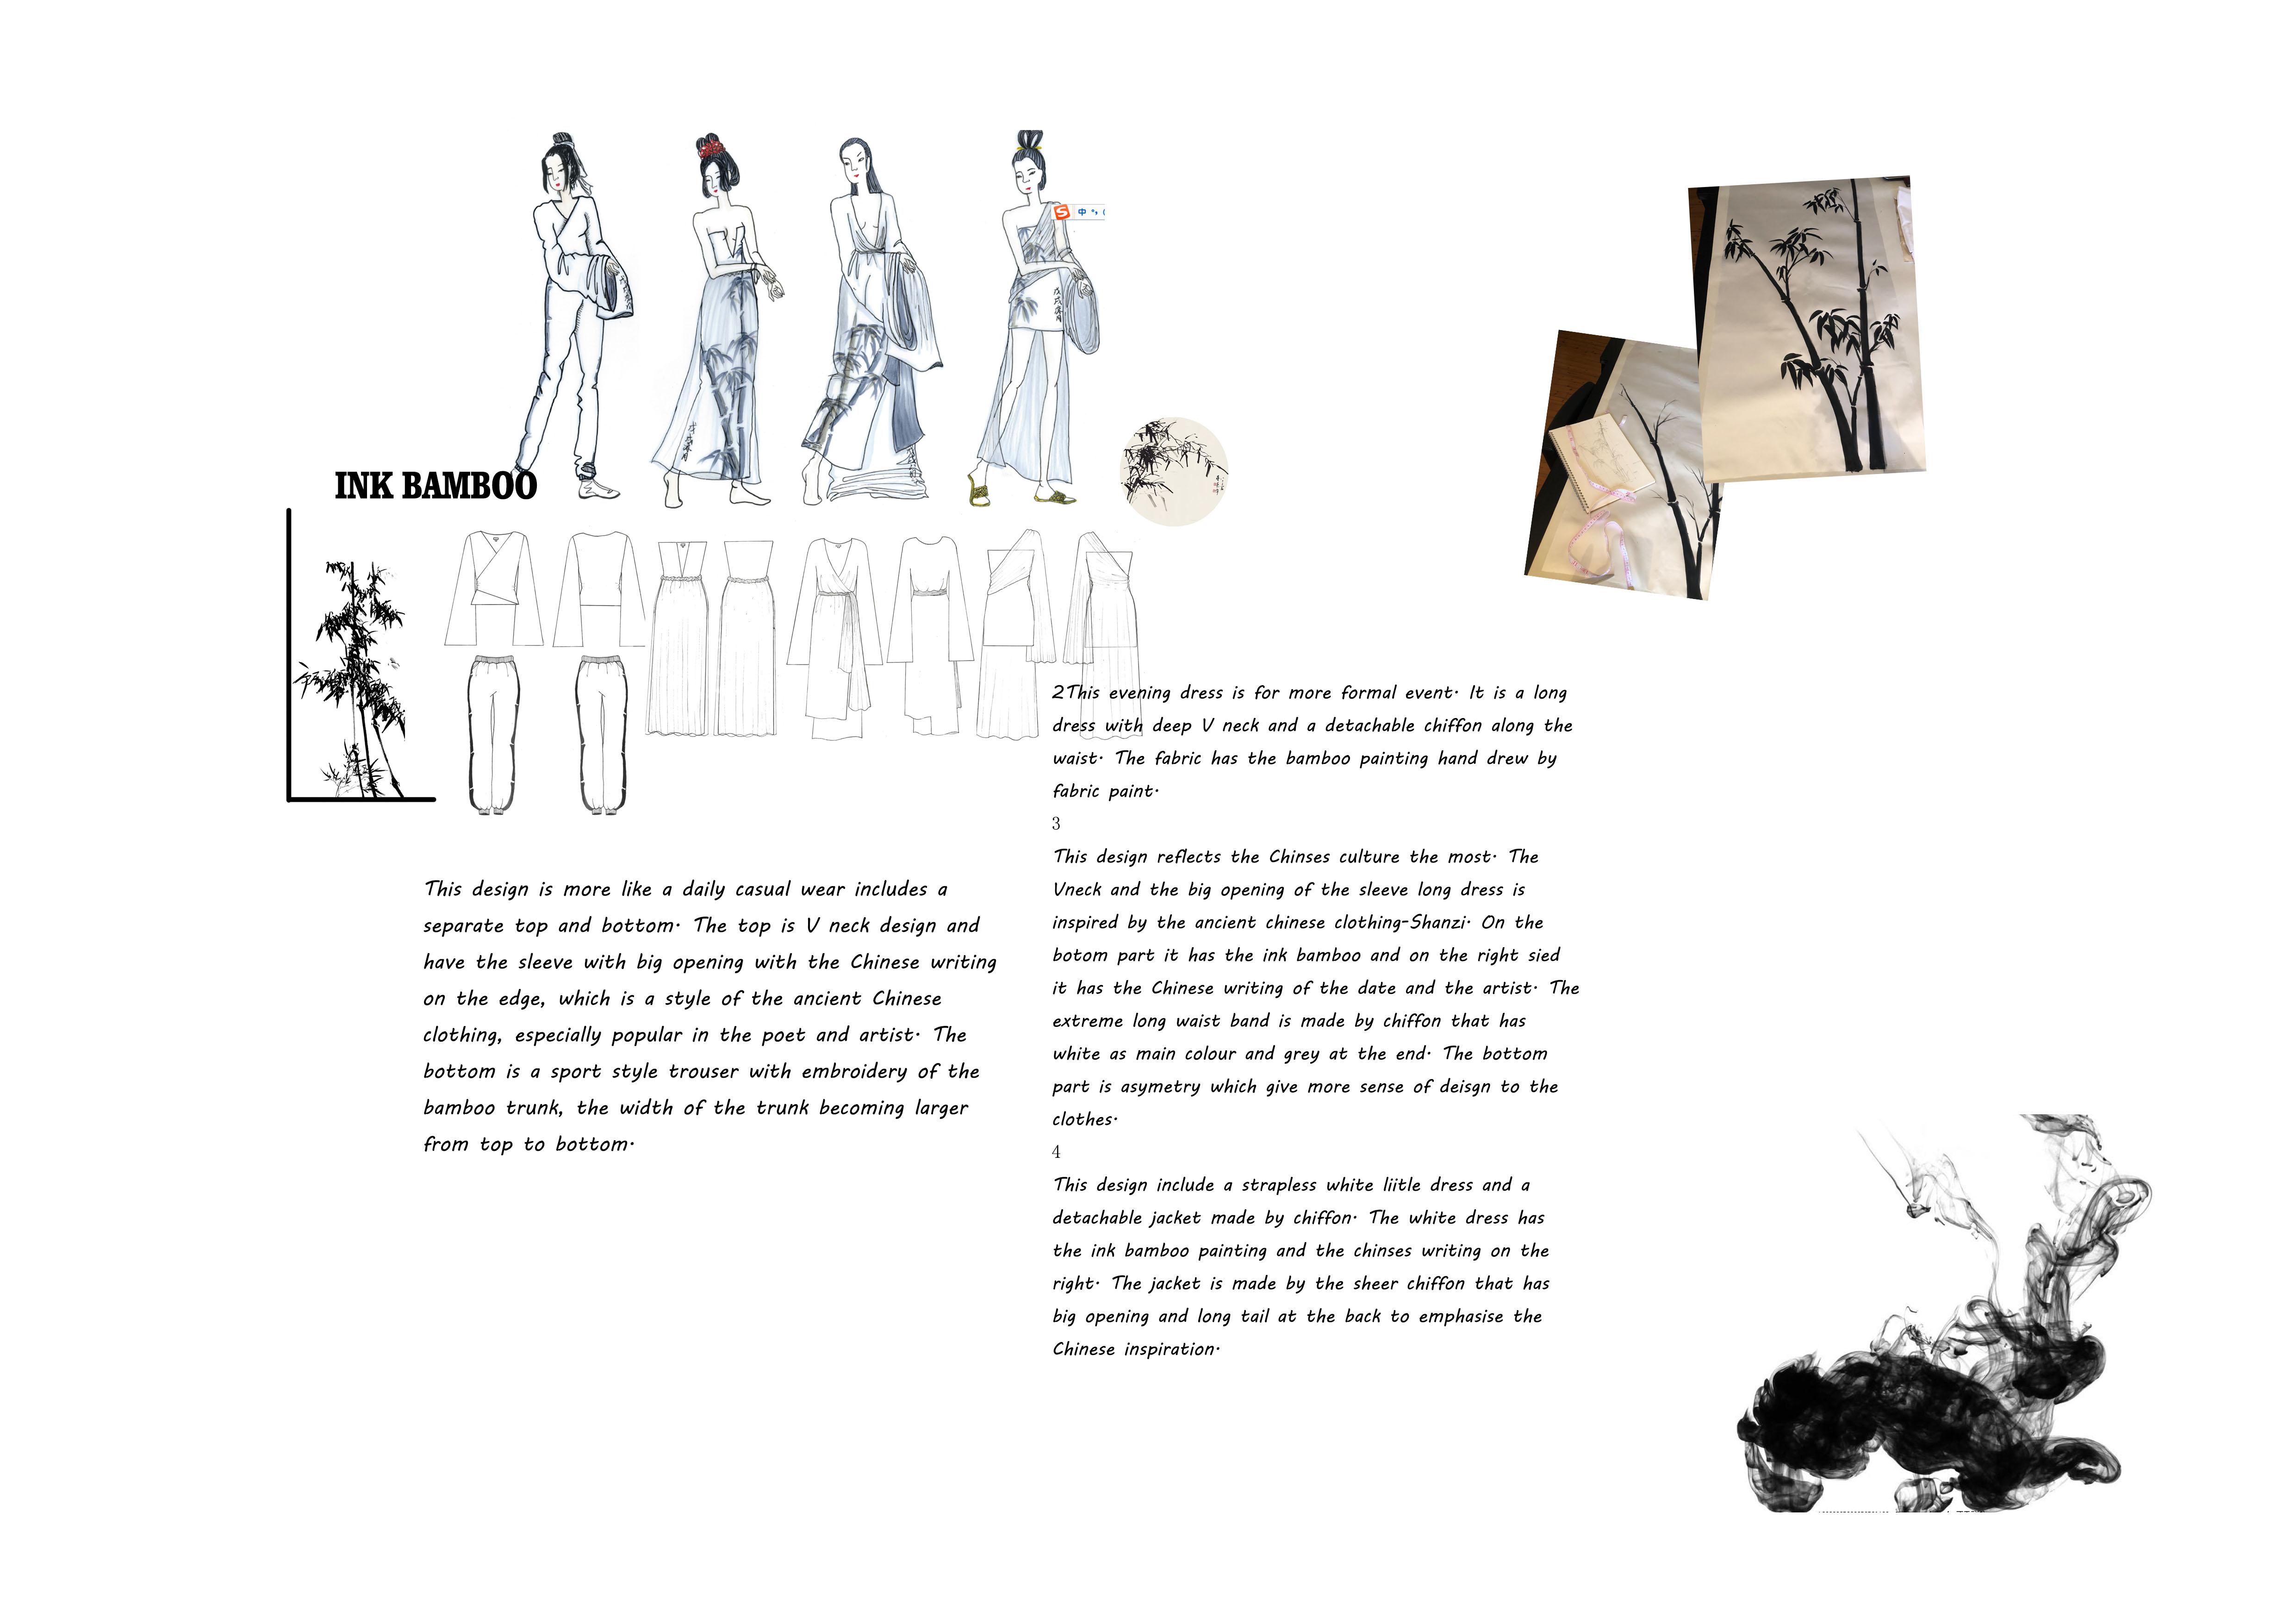 INK BAMBOO
中
戊戌
This design is more like a daily casual wear includes a
separate top and bottom. The top is V neck design and
have the sleeve with big opening with the Chinese writing
on the edge, which is a style of the ancient Chinese
clothing, especially popular in the poet and artist. The
bottom is a sport style trouser with embroidery of the
bamboo trunk, the width of the trunk becoming larger
from top to bottom.
2This evening dress is for more formal event. It is a long
dress with deep V neck and a detachable chiffon along the
waist. The fabric has the bamboo painting hand drew by
fabric paint.
3
This design reflects the Chinses culture the most. The
Vneck and the big opening of the sleeve long dress is
inspired by the ancient chinese clothing-Shanzi. On the
botom part it has the ink bamboo and on the right sied
it has the Chinese writing of the date and the artist. The
extreme long waist band is made by chiffon that has
white as main colour and grey at the end. The bottom
part is asymetry which give more sense of deisgn to the
clothes.
4
This design include a strapless white liitle dress and a
detachable jacket made by chiffon. The white dress has
the ink bamboo painting and the chinses writing on the
right. The jacket is made by the sheer chiffon that has
big opening and long tail at the back to emphasise the
Chinese inspiration.